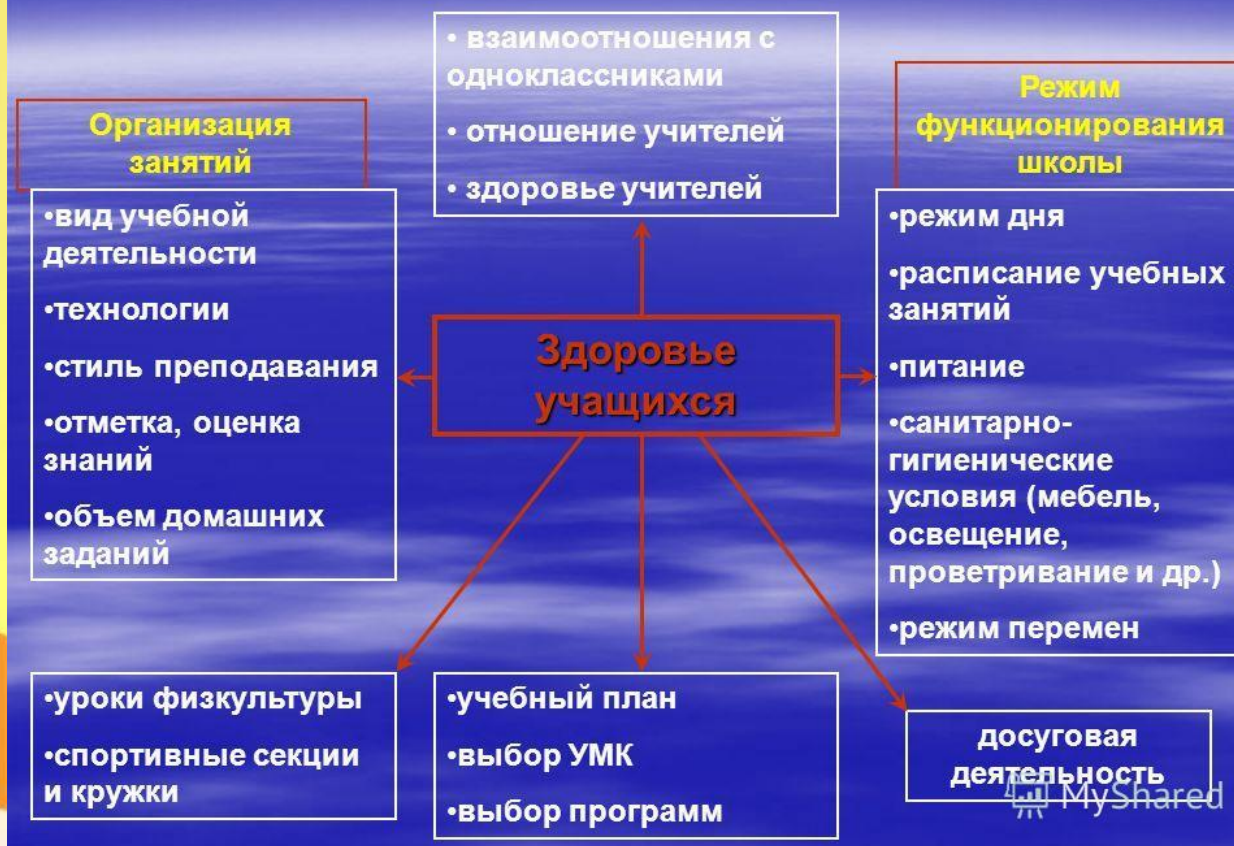 • взаимоотношения с
одноклассниками
• отношение учителей
• здоровье учителей
Организация
занятий
•вид учебной
деятельности
•технологии
•стиль преподавания
•отметка, оценка
знаний
•объем домашних
заданий
Здоровье
учащихся
Режим
функционирования
школы
•режим дня
•расписание учебных
занятий
•питание
•санитарно-
гигиенические
условия (мебель,
освещение,
проветривание и др.)
•режим перемен
•уроки физкультуры
•спортивные секции
и кружки
•учебный план
•выбор УМК
•выбор программ
досуговая
деятельность
MyShared